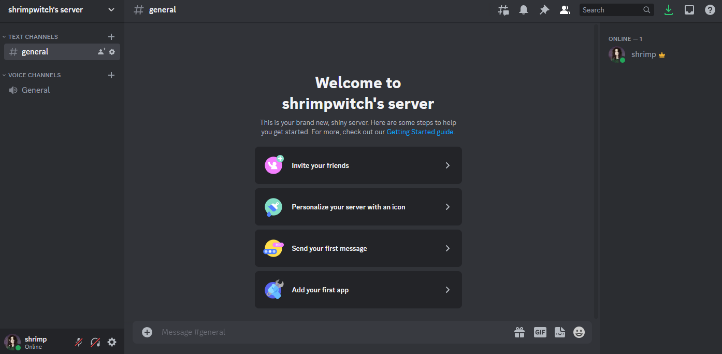 shrimpwitch's server
general
Search
TEXT CHANNELS
general
VOICE CHANNELS
General
Welcome to
shrimpwitch's server
This is your brand new, shiny server. Here are some steps to help
you get started. For more, check out our Getting Started guide.
Invite your friends
Personalize your server with an icon
Send your first message
Add your first app
Message #general
GIF
ONLINE — 1
shrimp
shrimp
Online